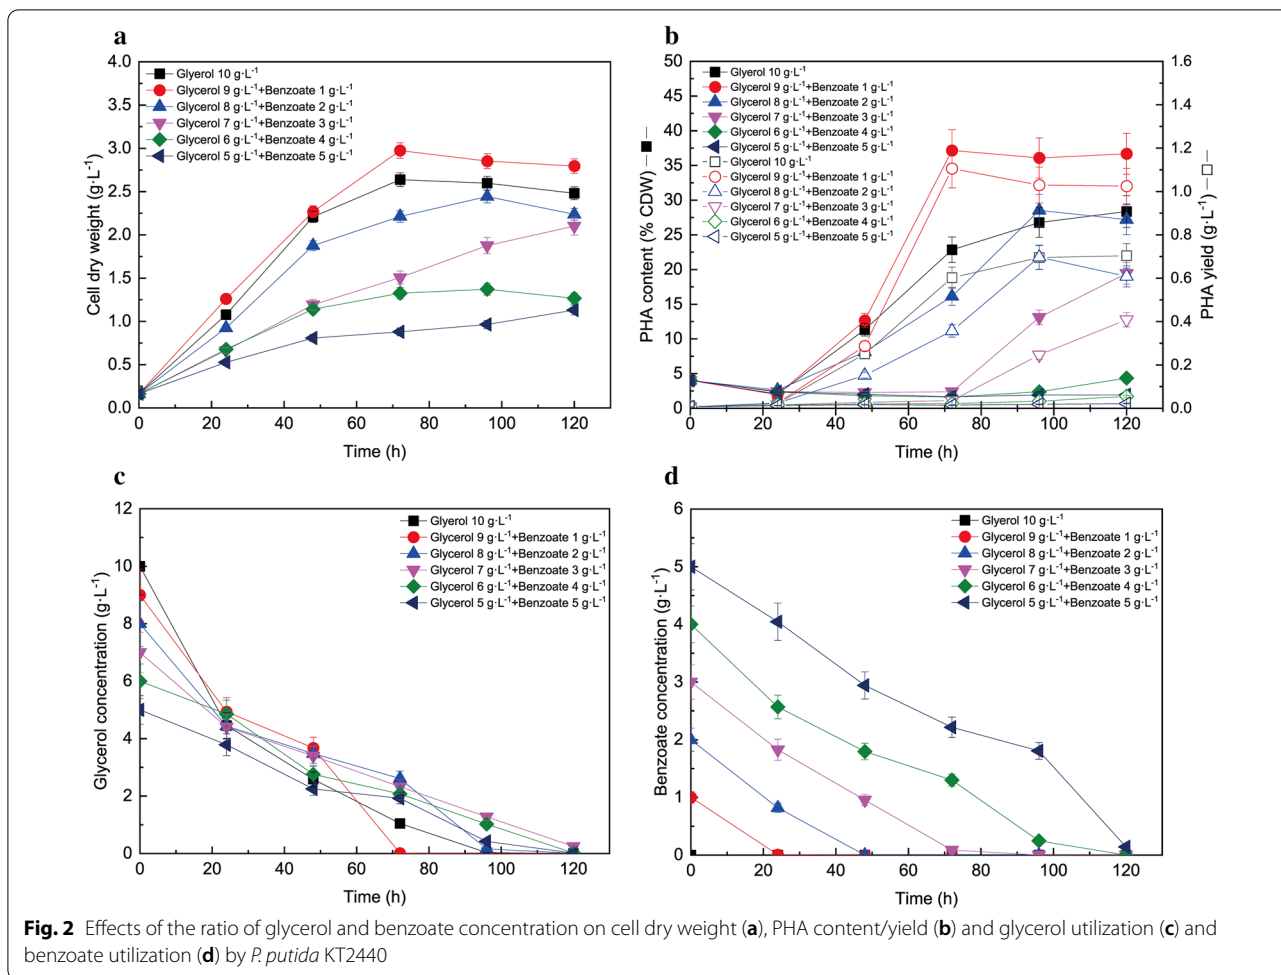 a
4.0
3.5
3.0
2.5
2.0
1.5
1.0
0.5
0.0
Cell dry weight (g·L-1)
Glyerol 10 g·L-1
Glycerol 9 g·L-1+Benzoate 1 g·L-1
Glycerol 8 g·L-1+Benzoate 2 g·L-1
Glycerol 7 g·L-1+Benzoate 3 g·L-1
Glycerol 6 g·L-1+Benzoate 4 g·L-1
Glycerol 5 g·L-1+Benzoate 5 g·L-1
0 20 40 60 80 100 120
Time (h)
b
50
45
40
35
30
25
20
15
10
5
0
PHA content (% CDW)
Glyerol 10 g·L-1
Glycerol 9 g·L-1+Benzoate 1 g·L-1
Glycerol 8 g·L-1+Benzoate 2 g·L-1
Glycerol 7 g·L-1+Benzoate 3 g·L-1
Glycerol 6 g·L-1+Benzoate 4 g·L-1
Glycerol 5 g·L-1+Benzoate 5 g·L-1
Glycerol 10 g·L-1
Glycerol 9 g·L-1+Benzoate 1 g·L-1
Glycerol 8 g·L-1+Benzoate 2 g·L-1
Glycerol 7 g·L-1+Benzoate 3 g·L-1
Glycerol 6 g·L-1+Benzoate 4 g·L-1
Glycerol 5 g·L-1+Benzoate 5 g·L-1
1.6
1.4
1.2
1.0
0.8
0.6
0.4
0.2
0.0
PHA yield (g·L-1)
0 20 40 60 80 100 120
Time (h)
c
12
10
8
6
4
2
0
Glycerol concentration (g·L-1)
Glyerol 10 g·L-1
Glycerol 9 g·L-1+Benzoate 1 g·L-1
Glycerol 8 g·L-1+Benzoate 2 g·L-1
Glycerol 7 g·L-1+Benzoate 3 g·L-1
Glycerol 6 g·L-1+Benzoate 4 g·L-1
Glycerol 5 g·L-1+Benzoate 5 g·L-1
0 20 40 60 80 100 120
Time (h)
d
6
5
4
3
2
1
0
Benzoate concentration (g·L-1)
Glyerol 10 g·L-1
Glycerol 9 g·L-1+Benzoate 1 g·L-1
Glycerol 8 g·L-1+Benzoate 2 g·L-1
Glycerol 7 g·L-1+Benzoate 3 g·L-1
Glycerol 6 g·L-1+Benzoate 4 g·L-1
Glycerol 5 g·L-1+Benzoate 5 g·L-1
0 20 40 60 80 100 120
Time (h)
Fig. 2 Effects of the ratio of glycerol and benzoate concentration on cell dry weight (a), PHA content/yield (b) and glycerol utilization (c) and
benzoate utilization (d) by P. putida KT2440